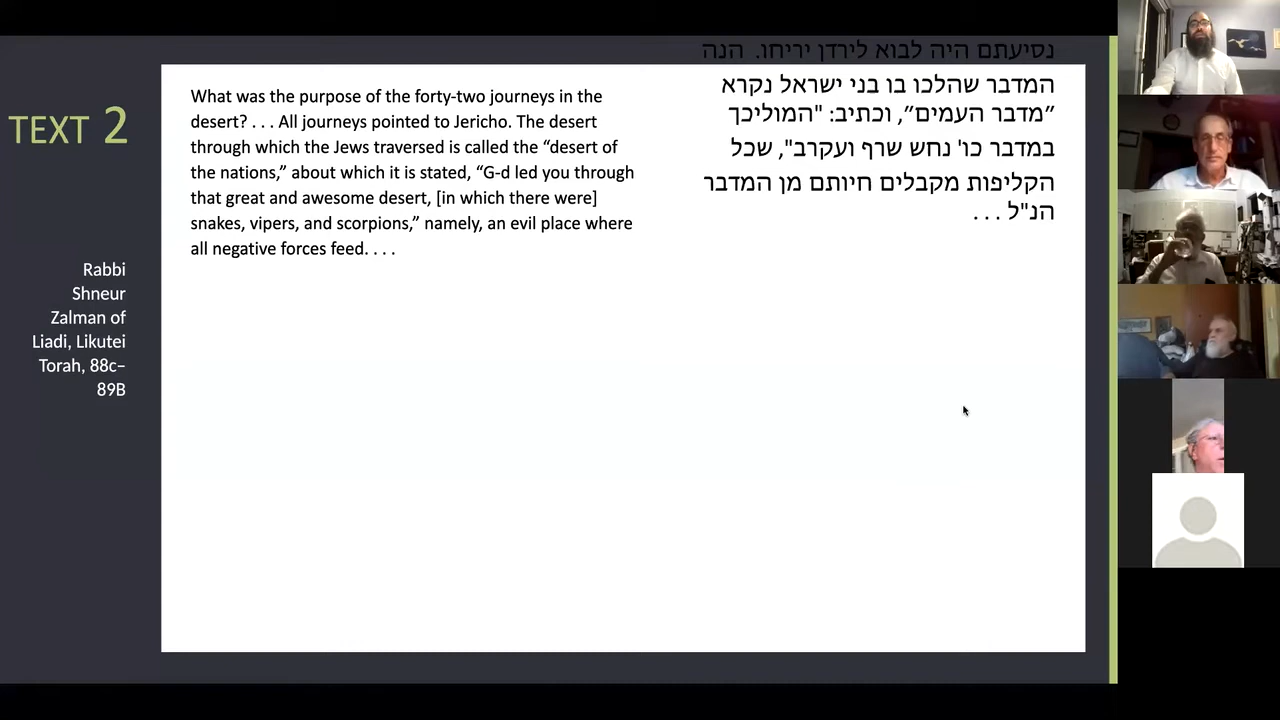 TEXT 2
Rabbi
Shneur
Zalman of
Liadi, Likutei
Torah, 88c–
89B
What was the purpose of the forty-two journeys in the
desert? . . . All journeys pointed to Jericho. The desert
through which the Jews traversed is called the “desert of
the nations,” about which it is stated, “G-d led you through
that great and awesome desert, [in which there were]
snakes, vipers, and scorpions,” namely, an evil place where
all negative forces feed. . . .
נסיעתם היה לבוא לירדן יריחו. הנה
המדבר שהלכו בו בני ישראל נקרא
”מדבר העמים”, וכתיב: "המוליכך
במדבר כו' נחש שרף ועקרב", שכל
הקליפות מקבלים חיותם מן המדבר
הנ"ל . . .